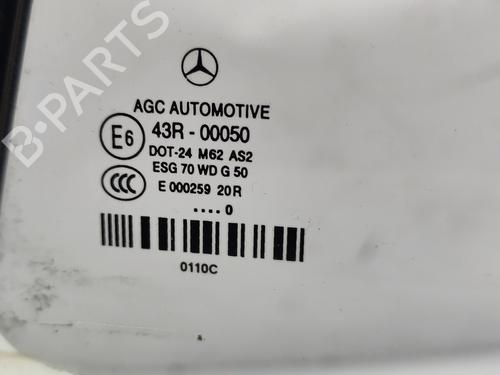 AGC AUTOMOTIVE
E6 43R - 00050
DOT-24 M62 AS2
ESG 70 WD G 50
CCC E 000259 20R
.... 0
0110C
B-PARTS